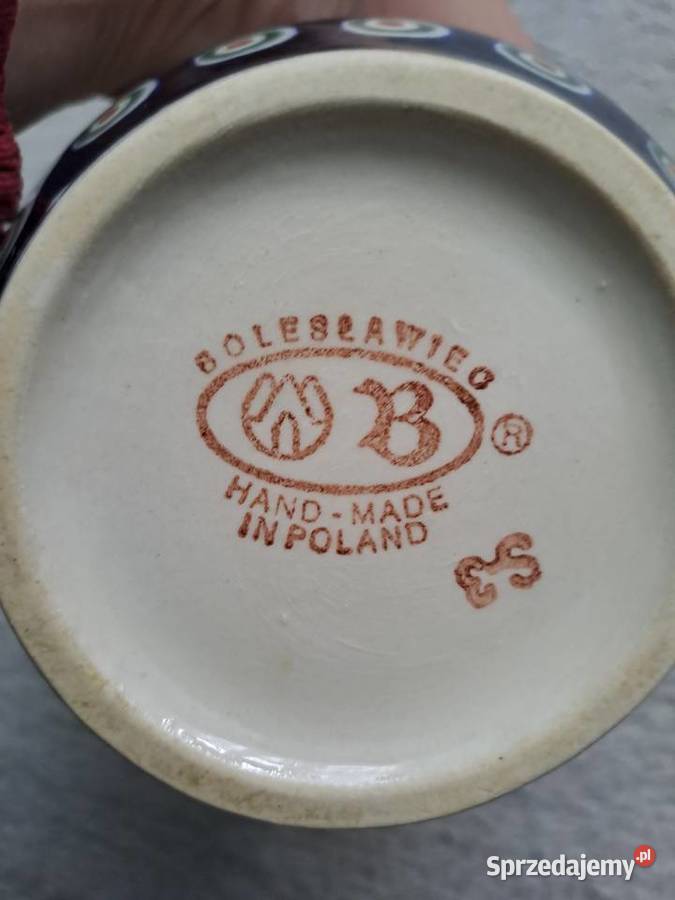 BOLESŁAWIEC
B ®
HAND - MADE
IN POLAND
Sprzedajemy.pl